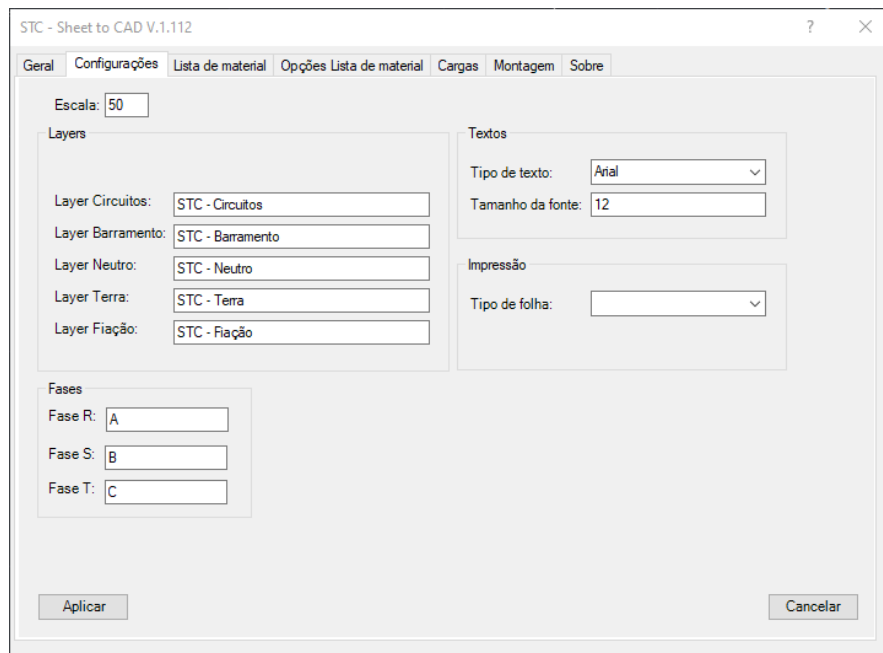 STC - Sheet to CAD V.1.112 ?
Geral Configurações Lista de material Opções Lista de material Cargas Montagem Sobre
Escala: 50
Layers
Layer Circuitos: STC - Circuitos
Layer Barramento: STC - Barramento
Layer Neutro: STC - Neutro
Layer Terra: STC - Terra
Layer Fiação: STC - Fiação
Textos
Tipo de texto: Arial
Tamanho da fonte: 12
Impressão
Tipo de folha:
Fases
Fase R: A
Fase S: B
Fase T: C
Aplicar Cancelar